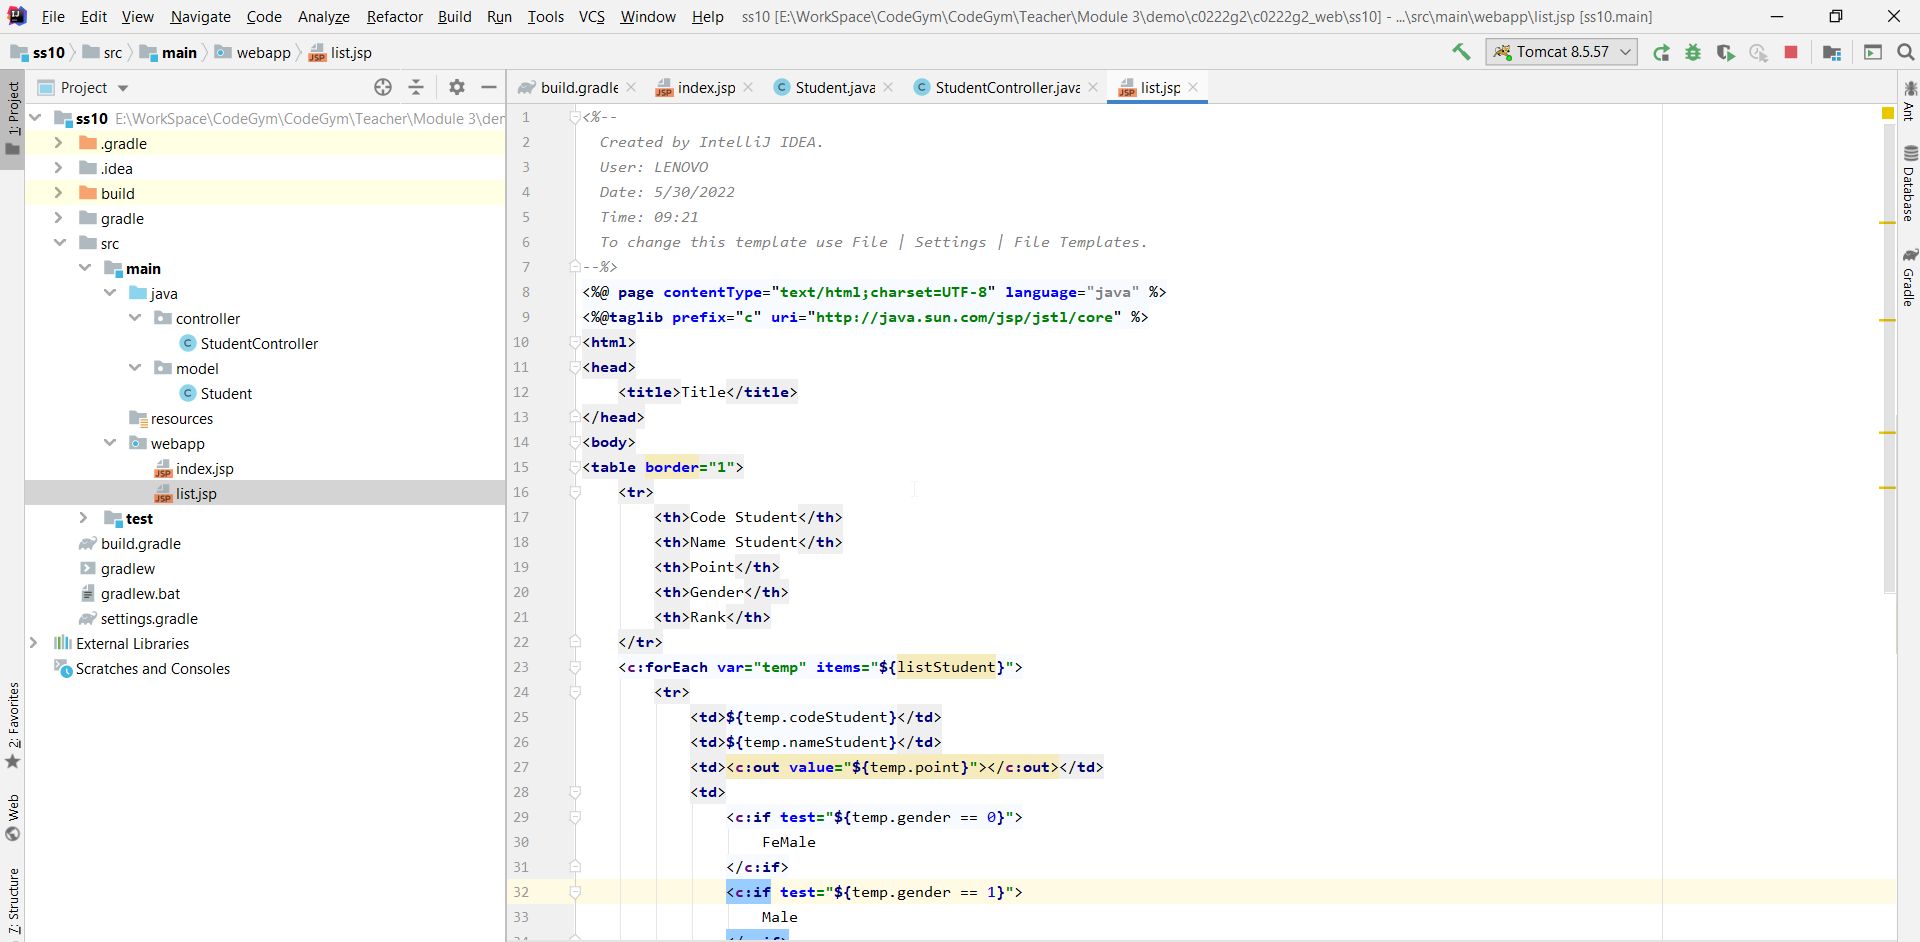 File Edit View Navigate Code Analyze Refactor Build Run Tools VCS Window Help ss10 [E:\WorkSpace\CodeGym\CodeGym\Teacher\Module 3\demo\c0222g2\c0222g2_web\ss10] - ...\src\main\webapp\list.jsp [ss10.main]
ss10 src main webapp list.jsp Tomcat 8.5.57
Project
build.gradle index.jsp Student.java StudentController.java list.jsp
1: Project
2: Favorites
Web
7: Structure
ss10 E:\WorkSpace\CodeGym\CodeGym\Teacher\Module 3\der
.gradle
.idea
build
gradle
src
main
java
controller
StudentController
model
Student
resources
webapp
index.jsp
list.jsp
test
build.gradle
gradlew
gradlew.bat
settings.gradle
External Libraries
Scratches and Consoles
1 <%--
2 Created by IntelliJ IDEA.
3 User: LENOVO
4 Date: 5/30/2022
5 Time: 09:21
6 To change this template use File | Settings | File Templates.
7 --%>
8 <%@ page contentType="text/html;charset=UTF-8" language="java" %>
9 <%@taglib prefix="c" uri="http://java.sun.com/jsp/jstl/core" %>
10 <html>
11 <head>
12 <title>Title</title>
13 </head>
14 <body>
15 <table border="1">
16 <tr>
17 <th>Code Student</th>
18 <th>Name Student</th>
19 <th>Point</th>
20 <th>Gender</th>
21 <th>Rank</th>
22 </tr>
23 <c:forEach var="temp" items="${listStudent}">
24 <tr>
25 <td>${temp.codeStudent}</td>
26 <td>${temp.nameStudent}</td>
27 <td><c:out value="${temp.point}"></c:out></td>
28 <td>
29 <c:if test="${temp.gender == 0}">
30 FeMale
31 </c:if>
32 <c:if test="${temp.gender == 1}">
33 Male
Ant
Database
Gradle